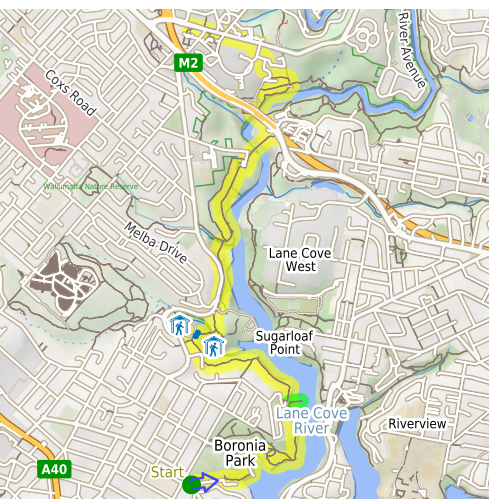 River Avenue
M2
Coxs Road
Wallumatta Nature Reserve
Melba Drive
Lane Cove
West
Sugarloaf
Point
Lane Cove
River
Riverview
Boronia
Park
A40
Start